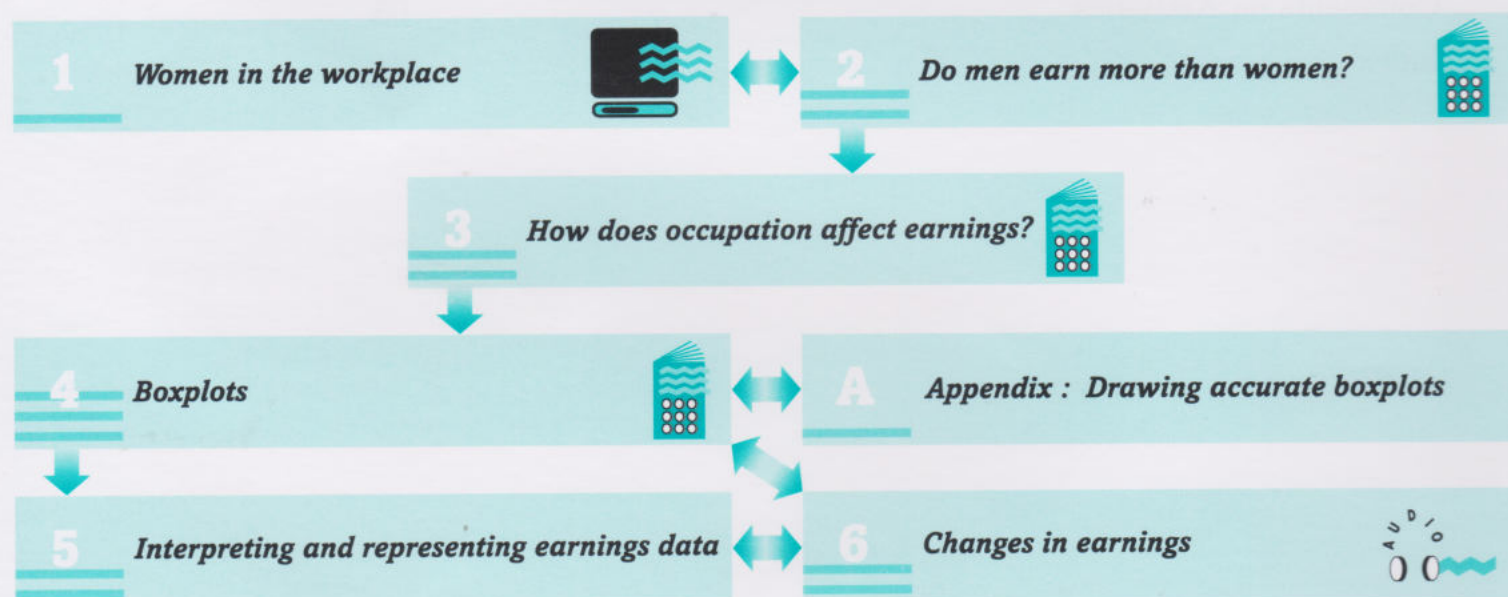 1 Women in the workplace
2 Do men earn more than women?
3 How does occupation affect earnings?
4 Boxplots
A Appendix : Drawing accurate boxplots
5 Interpreting and representing earnings data
6 Changes in earnings
AUDIO